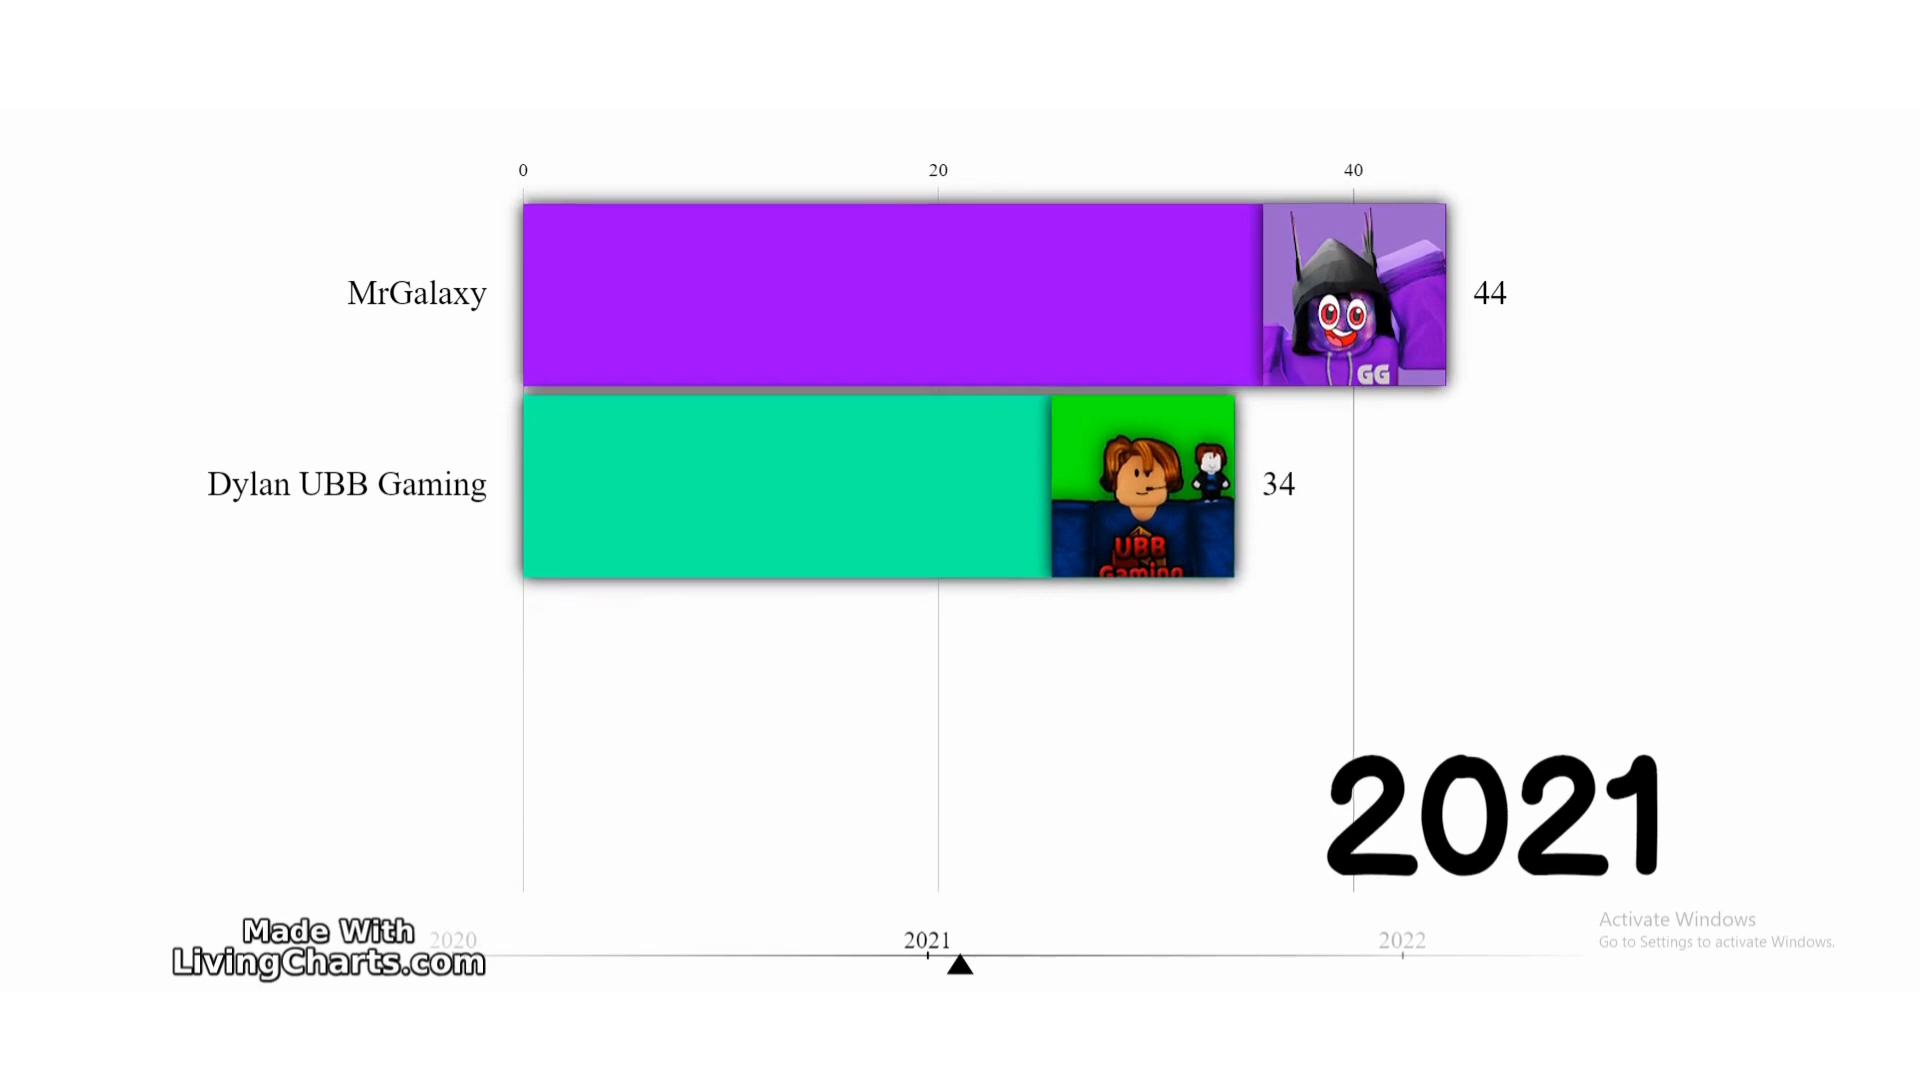 0 20 40
MrGalaxy 44
GG
Dylan UBB Gaming 34
UBB
Gaming
2021
Activate Windows
Go to Settings to activate Windows.
2020 2021 2022
Made With
LivingCharts.com